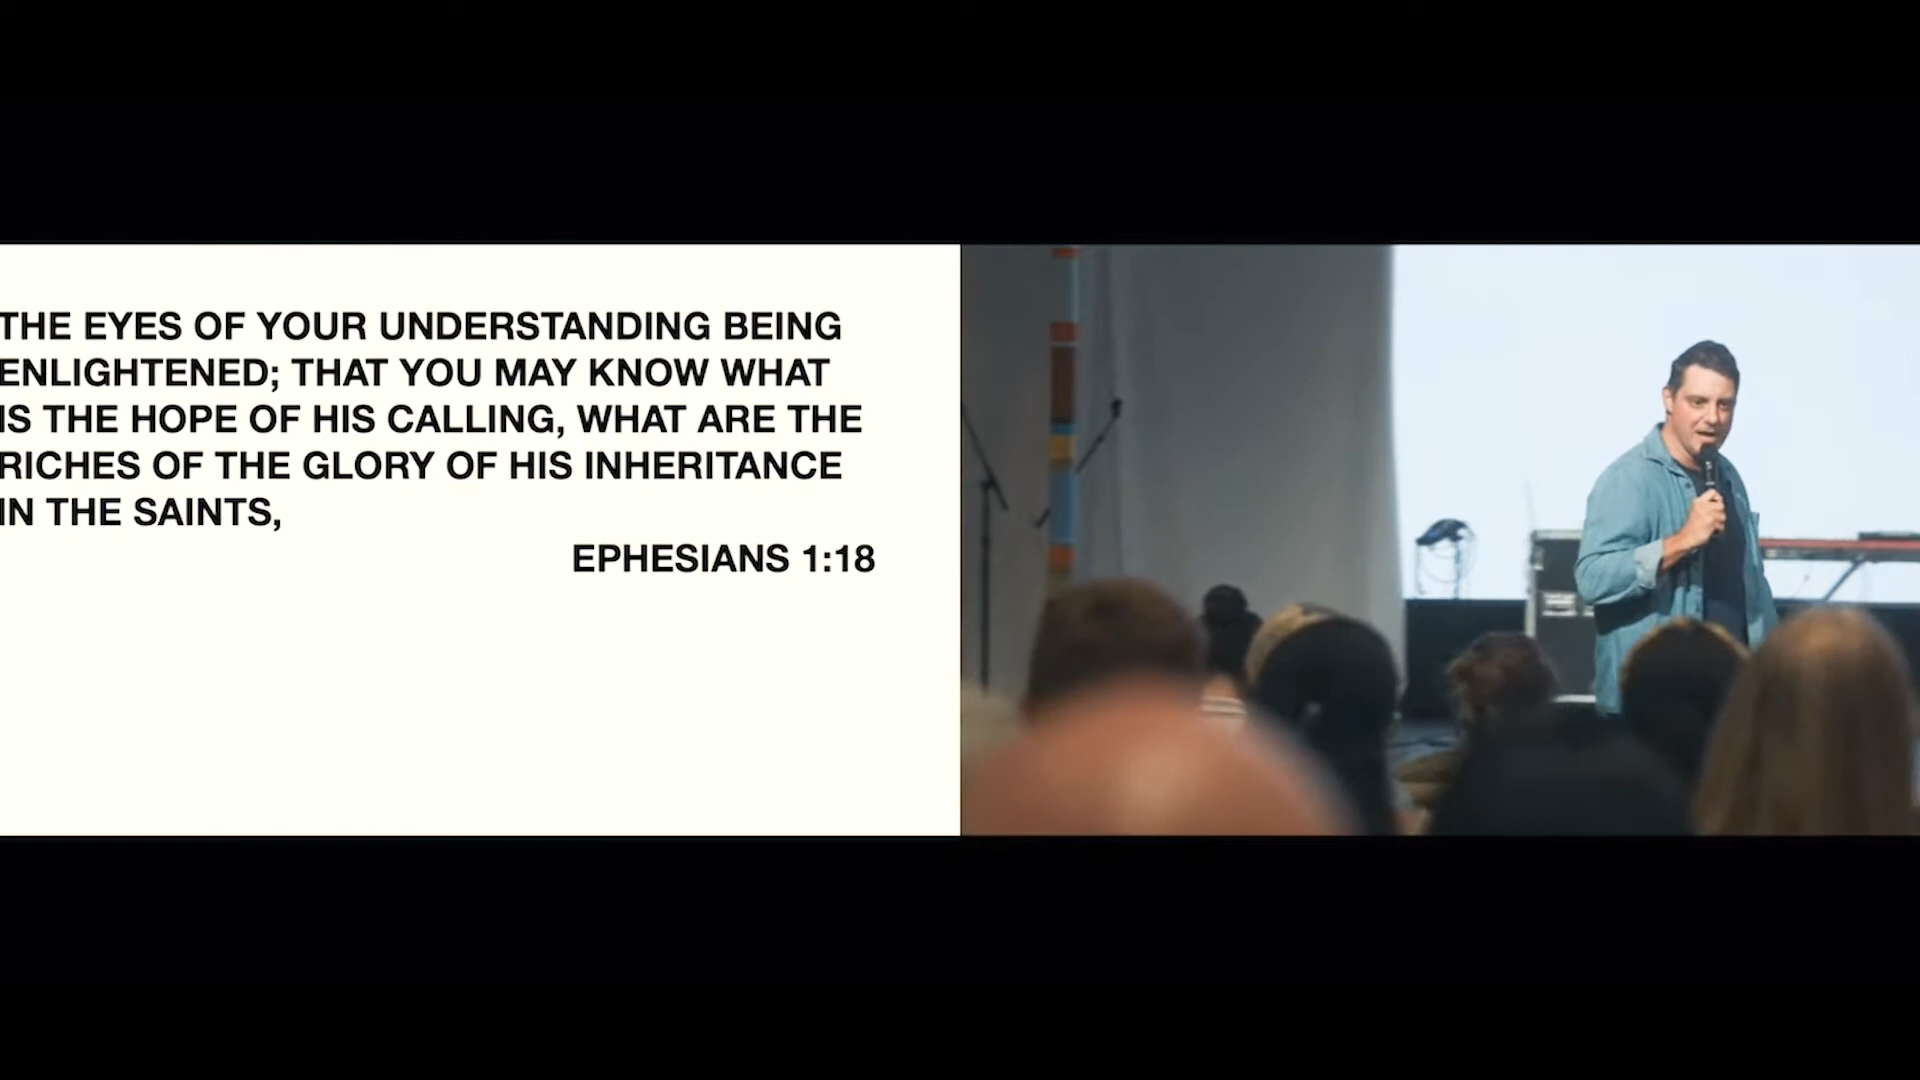 THE EYES OF YOUR UNDERSTANDING BEING
ENLIGHTENED; THAT YOU MAY KNOW WHAT
IS THE HOPE OF HIS CALLING, WHAT ARE THE
RICHES OF THE GLORY OF HIS INHERITANCE
IN THE SAINTS,
EPHESIANS 1:18